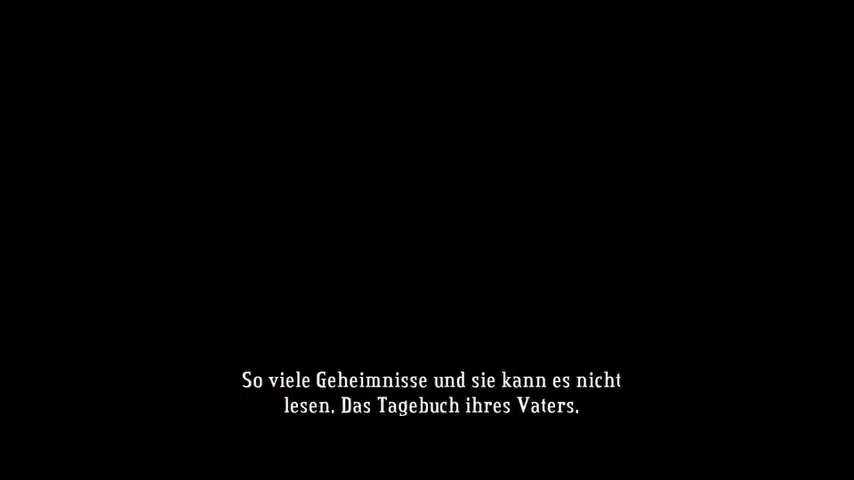 So viele Geheimnisse und sie kann es nicht
lesen. Das Tagebuch ihres Vaters.